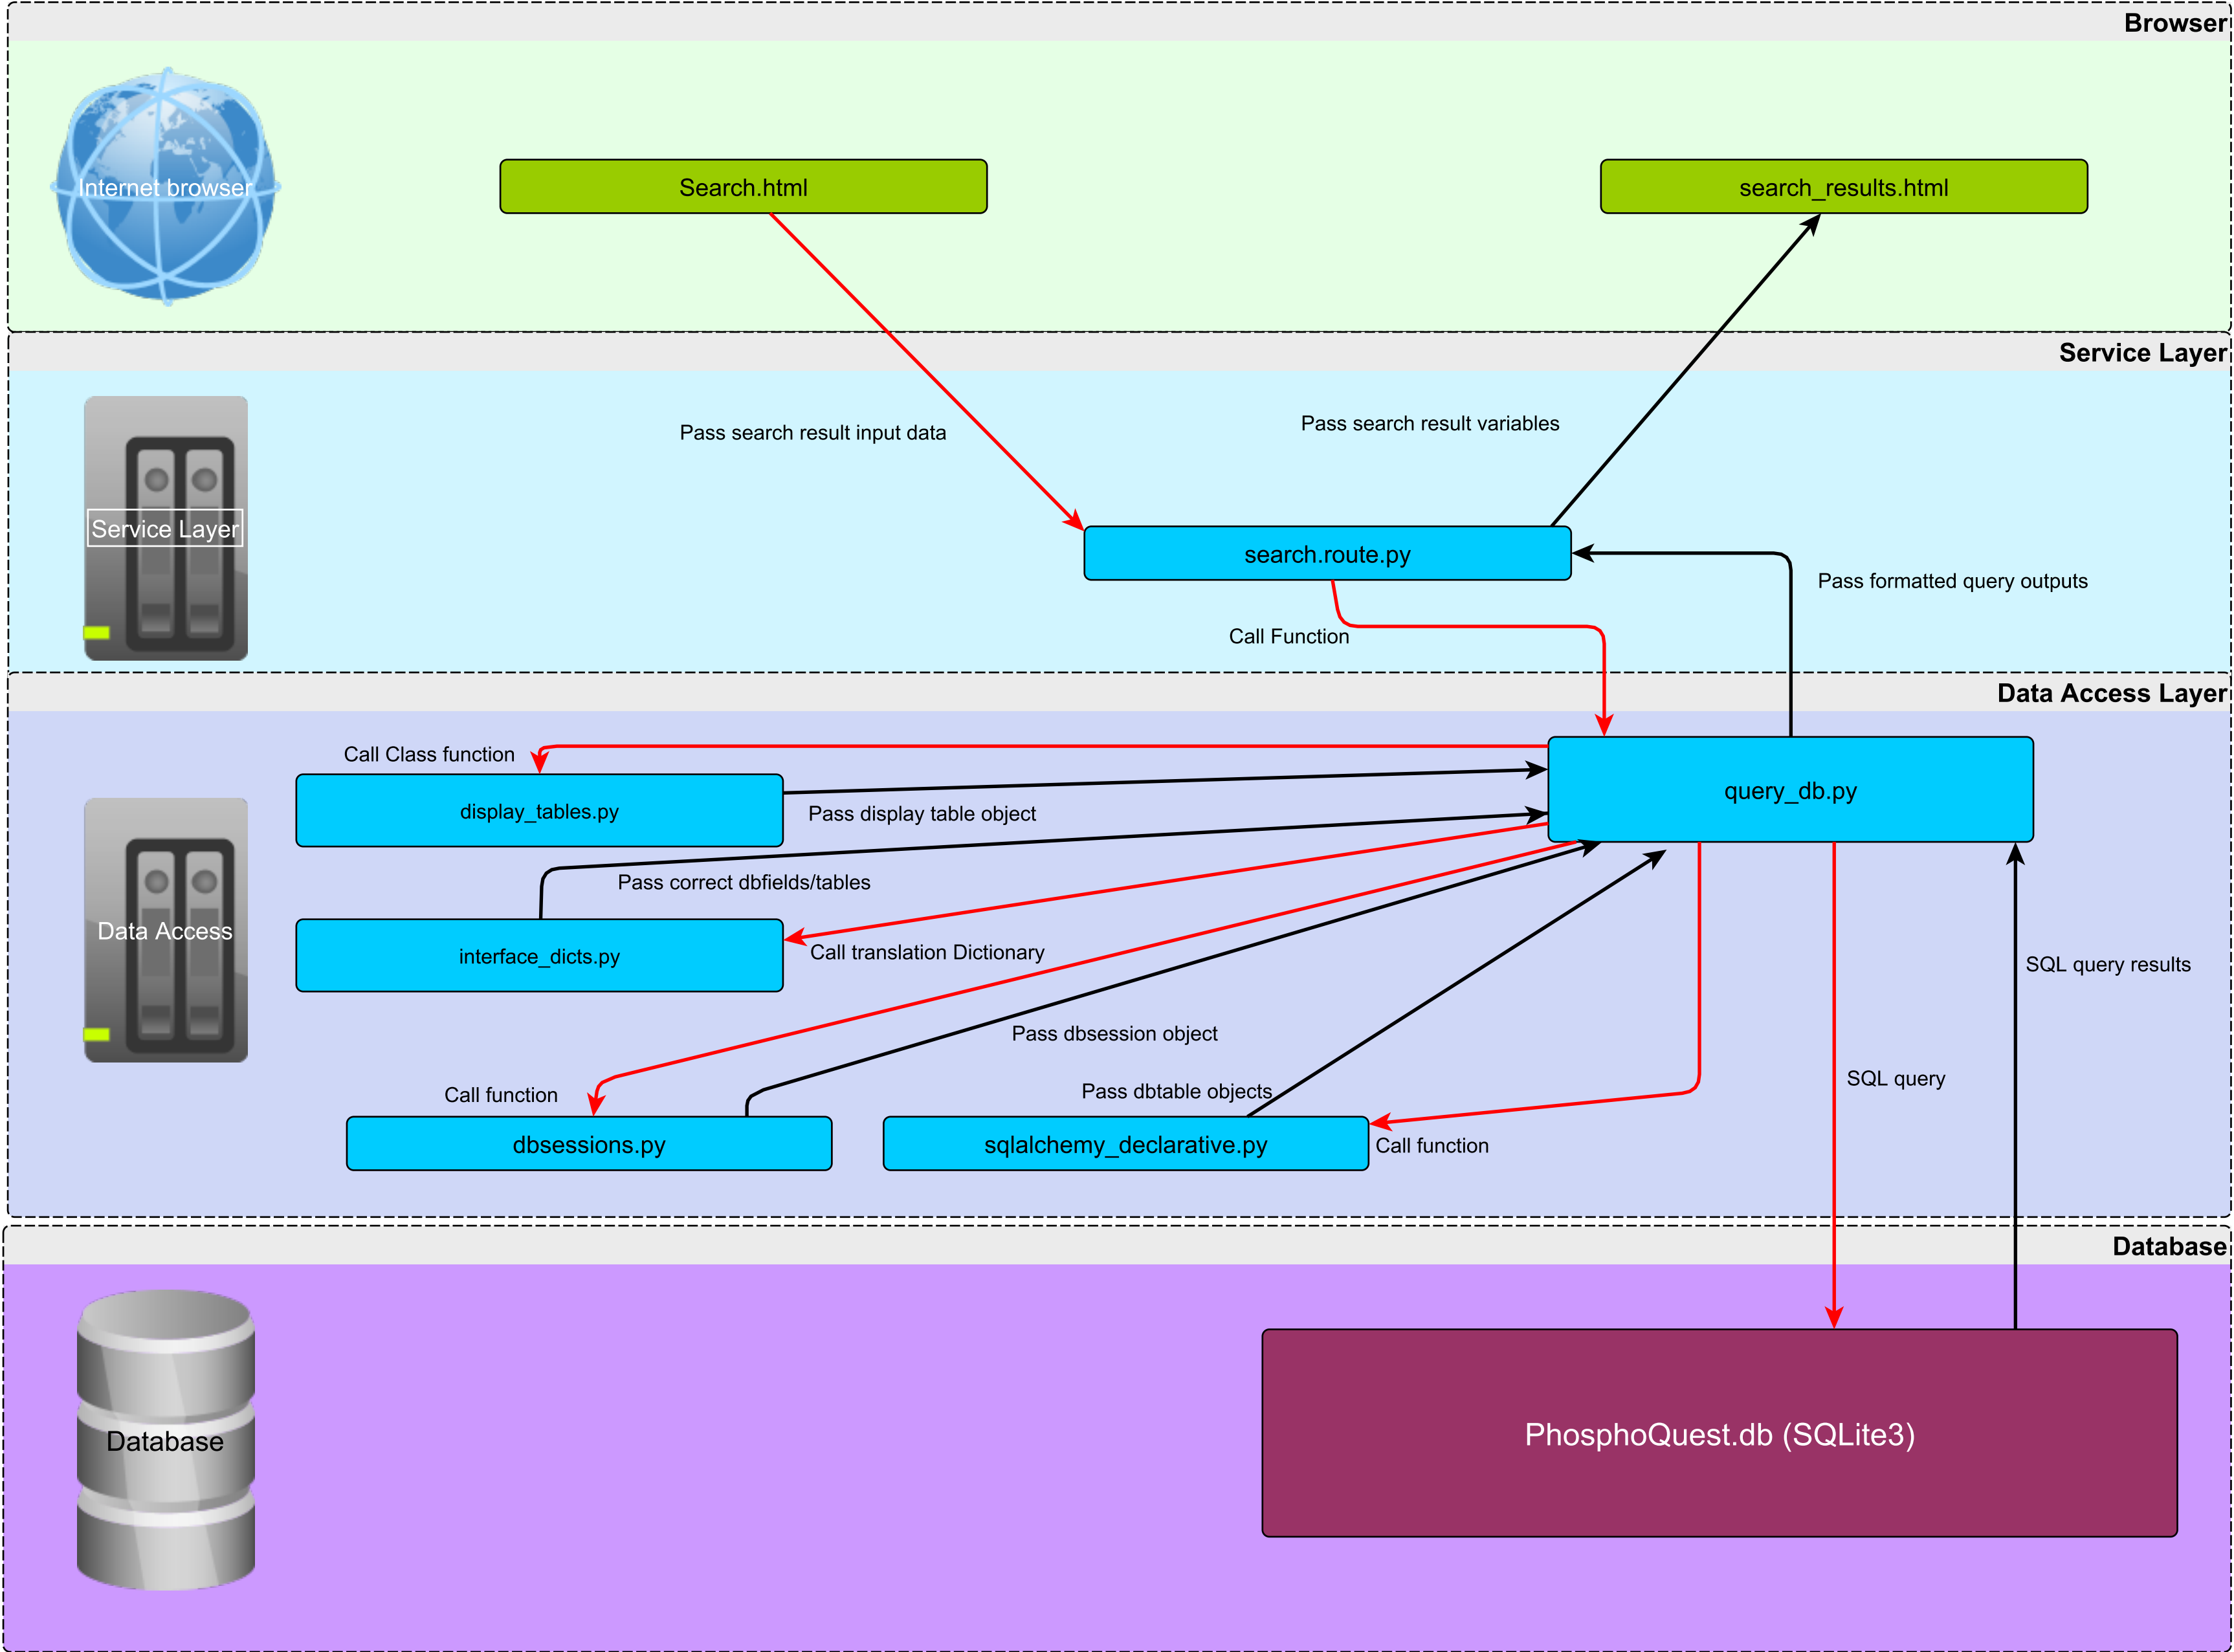 Browser
Internet browser
Search.html
search_results.html
Service Layer
Pass search result input data
Pass search result variables
Service Layer
search.route.py
Pass formatted query outputs
Call Function
Data Access Layer
Call Class function
display_tables.py
Pass display table object
query_db.py
Pass correct dbfields/tables
Data Access
interface_dicts.py
Call translation Dictionary
SQL query results
Pass dbsession object
SQL query
Call function
Pass dbtable objects
dbsessions.py
sqlalchemy_declarative.py
Call function
Database
Database
PhosphoQuest.db (SQLite3)